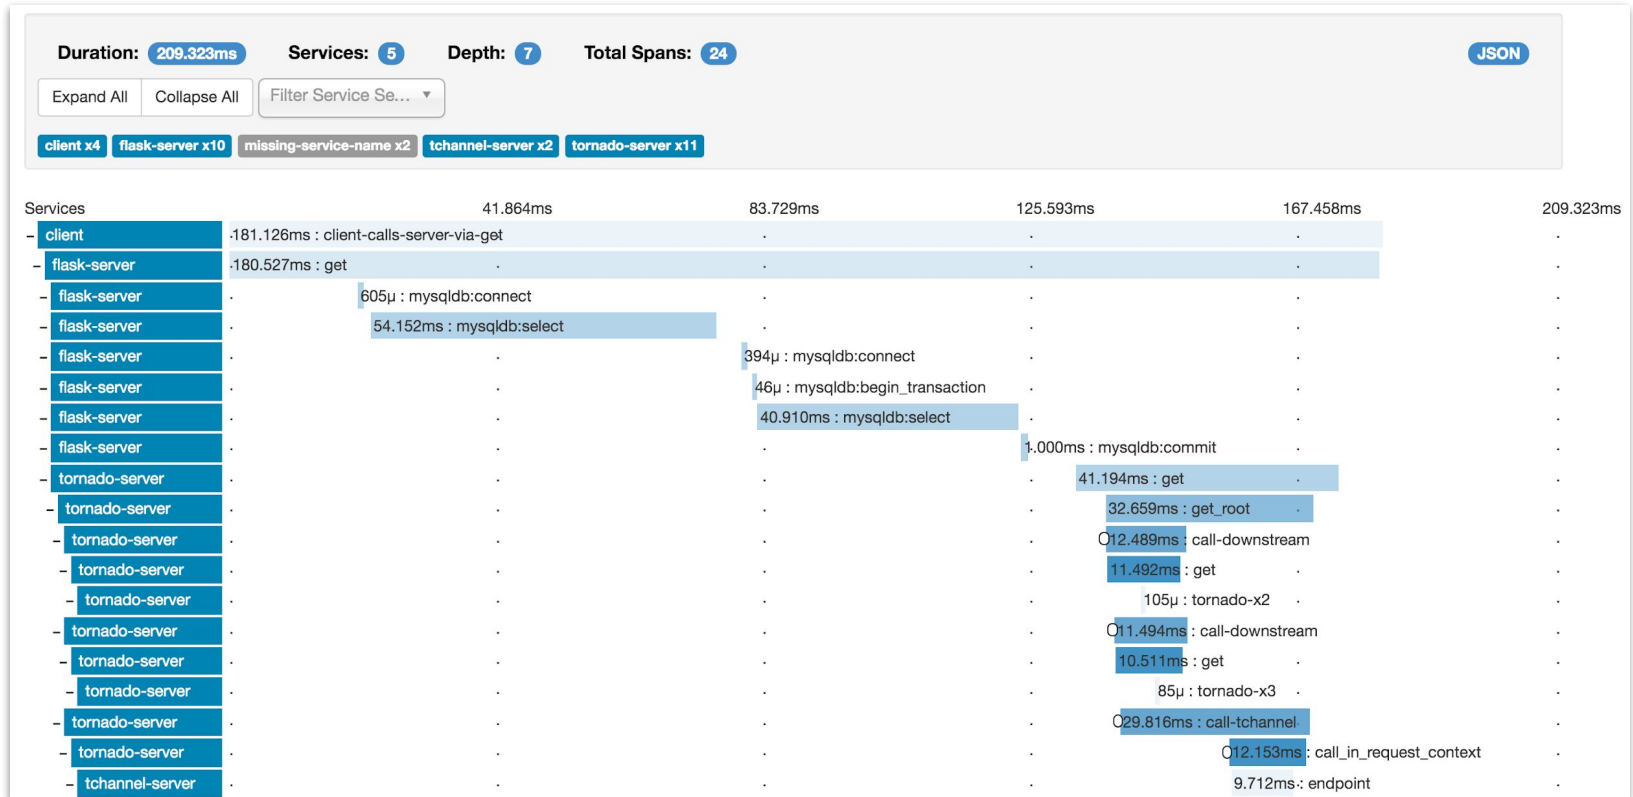 Duration: 209.323ms Services: 5 Depth: 7 Total Spans: 24 JSON
Expand All Collapse All Filter Service Se...
client x4 flask-server x10 missing-service-name x2 tchannel-server x2 tornado-server x11
Services 41.864ms 83.729ms 125.593ms 167.458ms 209.323ms
client 181.126ms : client-calls-server-via-get
flask-server 180.527ms : get
flask-server 605μ : mysqldb:connect
flask-server 54.152ms : mysqldb:select
flask-server 394μ : mysqldb:connect
flask-server 46μ : mysqldb:begin_transaction
flask-server 40.910ms : mysqldb:select
flask-server 1.000ms : mysqldb:commit
tornado-server 41.194ms : get
tornado-server 32.659ms : get_root
tornado-server 12.489ms : call-downstream
tornado-server 11.492ms : get
tornado-server 105μ : tornado-x2
tornado-server 11.494ms : call-downstream
tornado-server 10.511ms : get
tornado-server 85μ : tornado-x3
tornado-server 29.816ms : call-tchannel
tornado-server 12.153ms : call_in_request_context
tchannel-server 9.712ms : endpoint